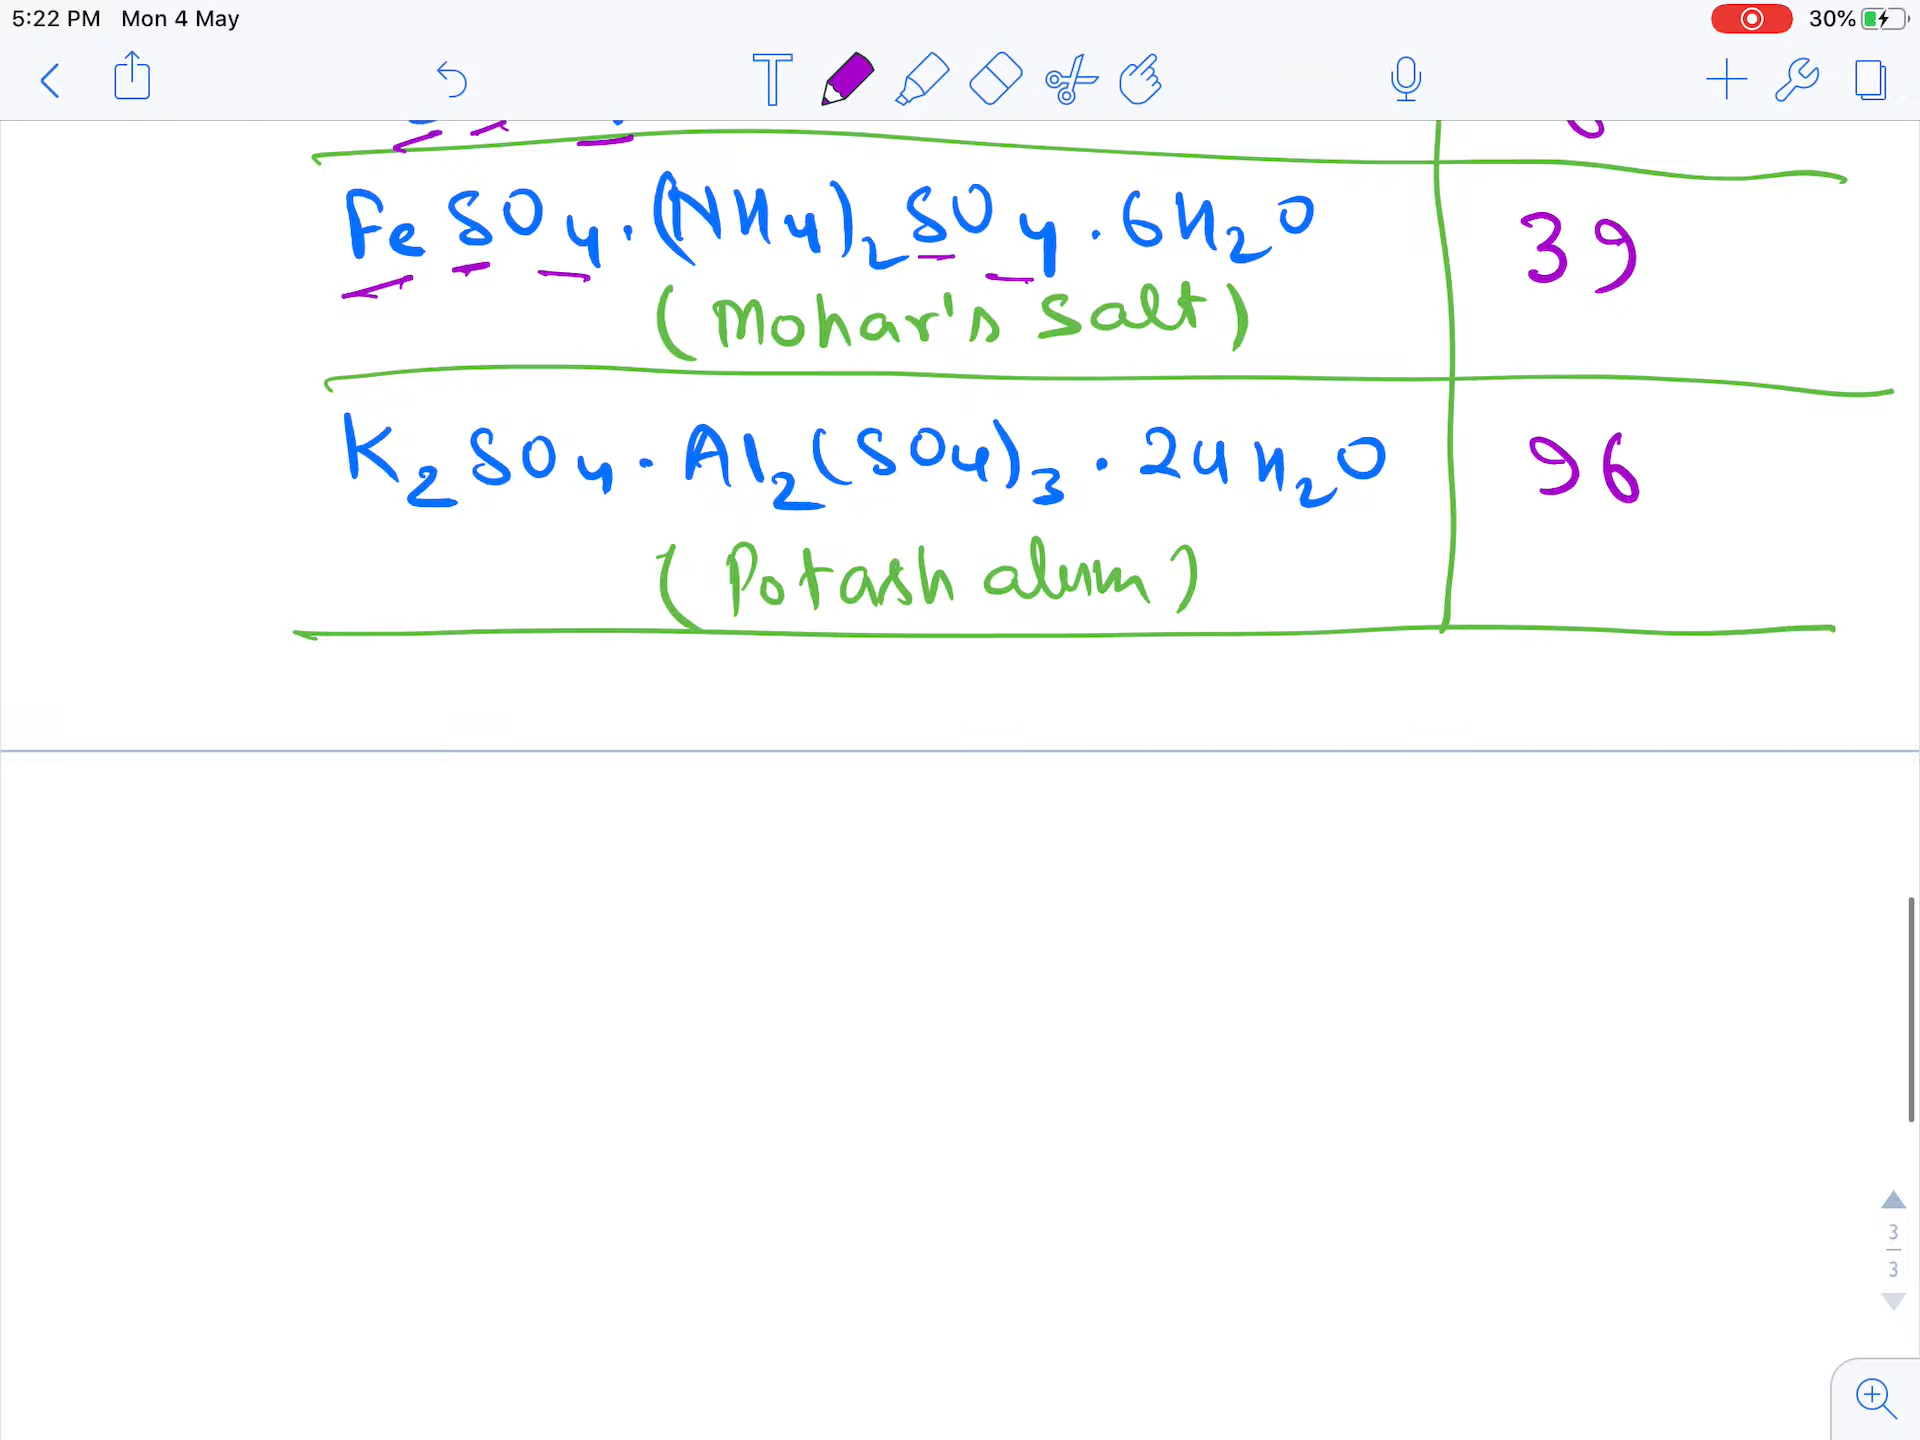 5:22 PM Mon 4 May 30%
FeSO₄·(NH₄)₂SO₄·6H₂O 39
(Mohar's salt)
K₂SO₄·Al₂(SO₄)₃·24H₂O 96
(Potash alum)
3
3